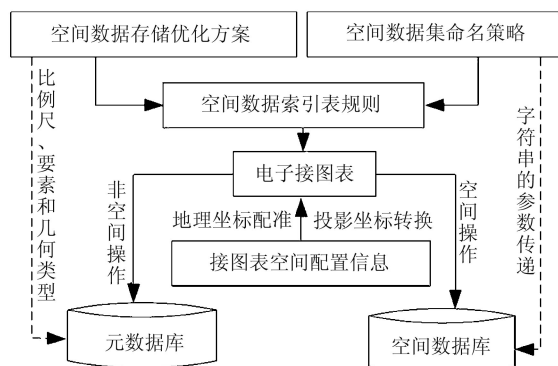 空间数据存储优化方案
空间数据集命名策略
空间数据索引表规则
电子接图表
比例尺、要素和几何类型
非空间操作
地理坐标配准
投影坐标转换
空间操作
字符串的参数传递
接图表空间配置信息
元数据库
空间数据库